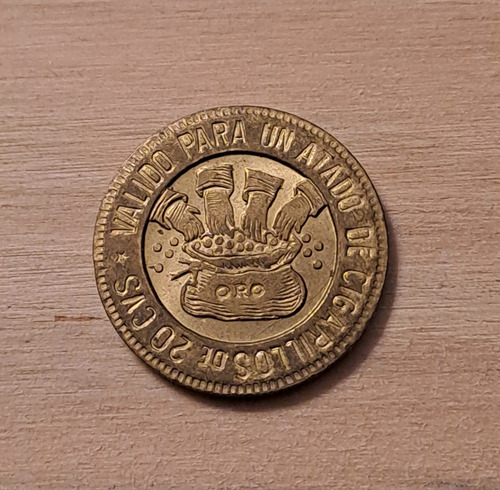 VALIDO PARA UN ATADO DE CIGARILLOS DE 20 CVS
ORO